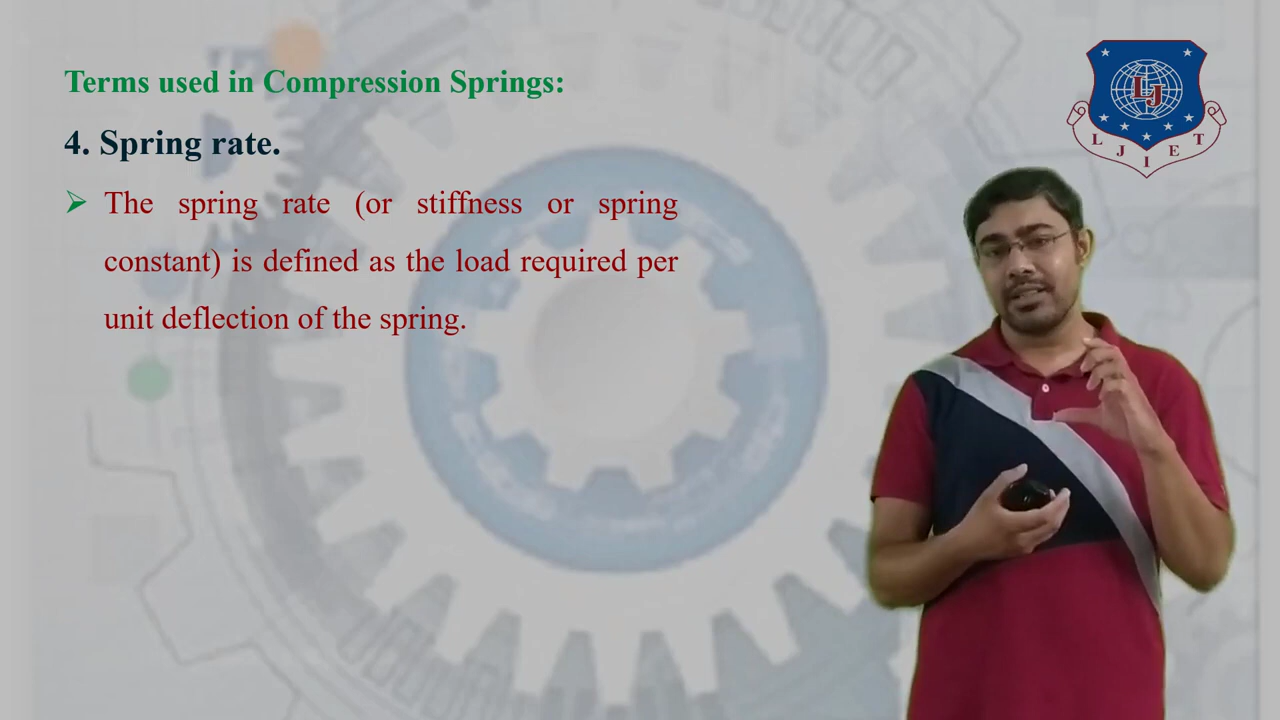 Terms used in Compression Springs:
4. Spring rate.
The spring rate (or stiffness or spring
constant) is defined as the load required per
unit deflection of the spring.
LJ
L J I E T